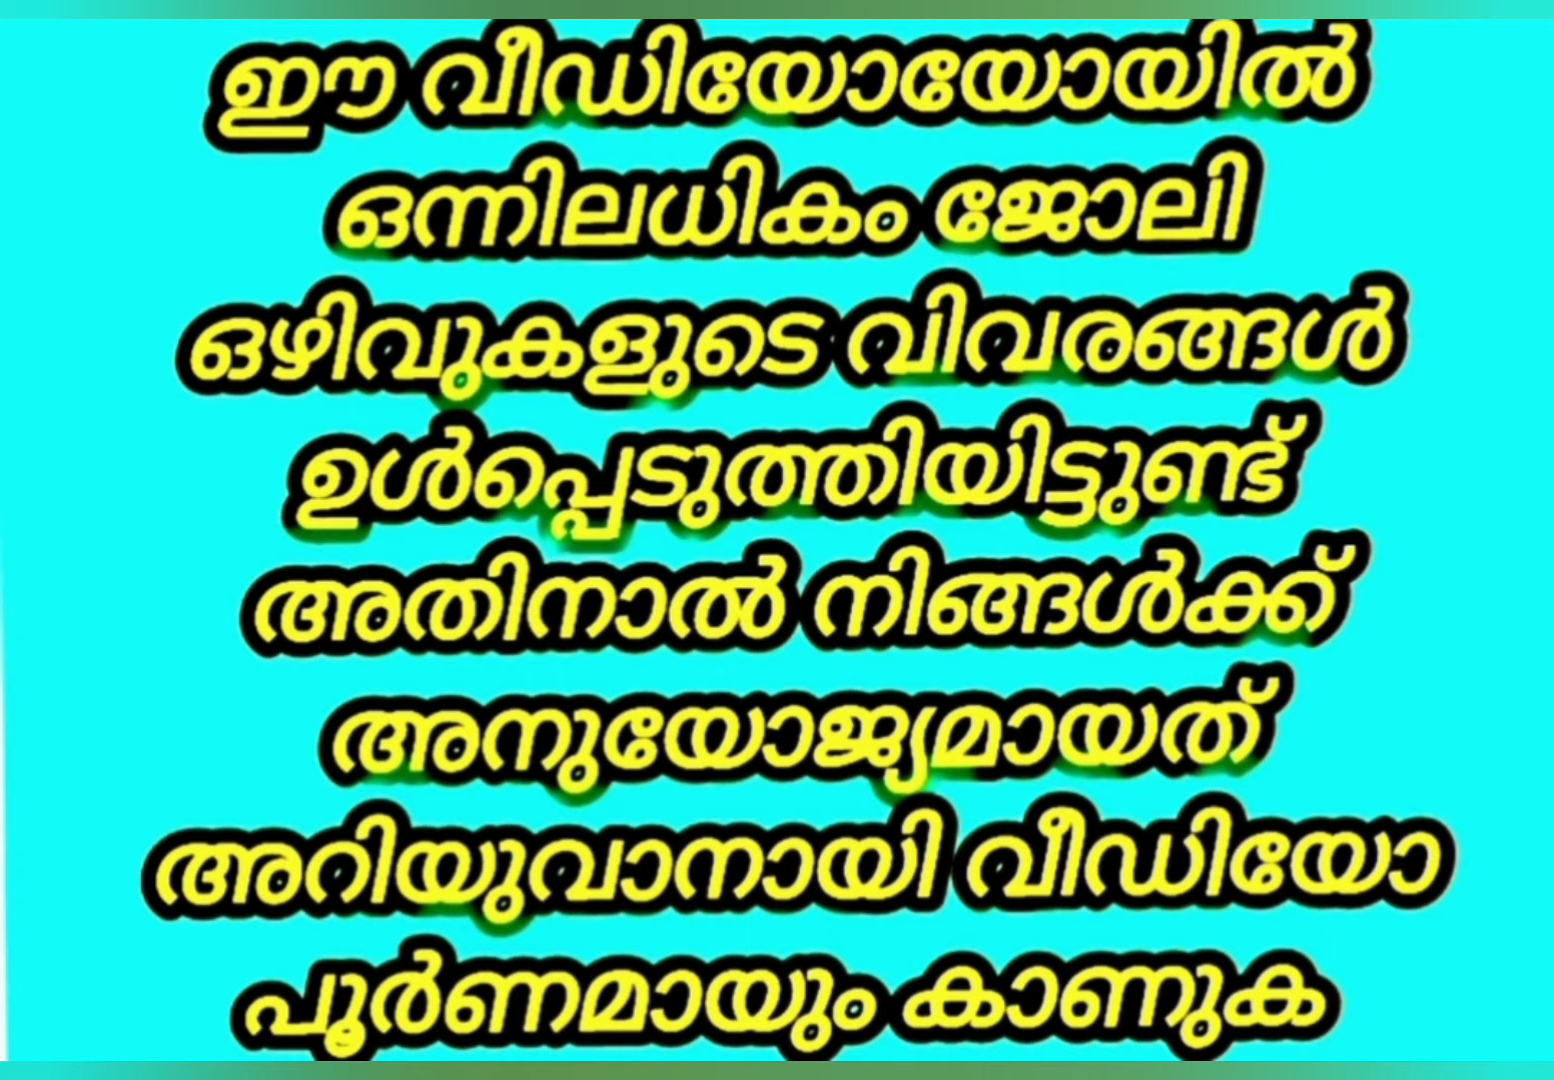 ഈ വീഡിയോയോയിൽ
ഒന്നിലധികം ജോലി
ഒഴിവുകളുടെ വിവരങ്ങൾ
ഉൾപ്പെടുത്തിയിട്ടുണ്ട്
അതിനാൽ നിങ്ങൾക്ക്
അനുയോജ്യമായത്
അറിയുവാനായി വീഡിയോ
പൂർണമായും കാണുക